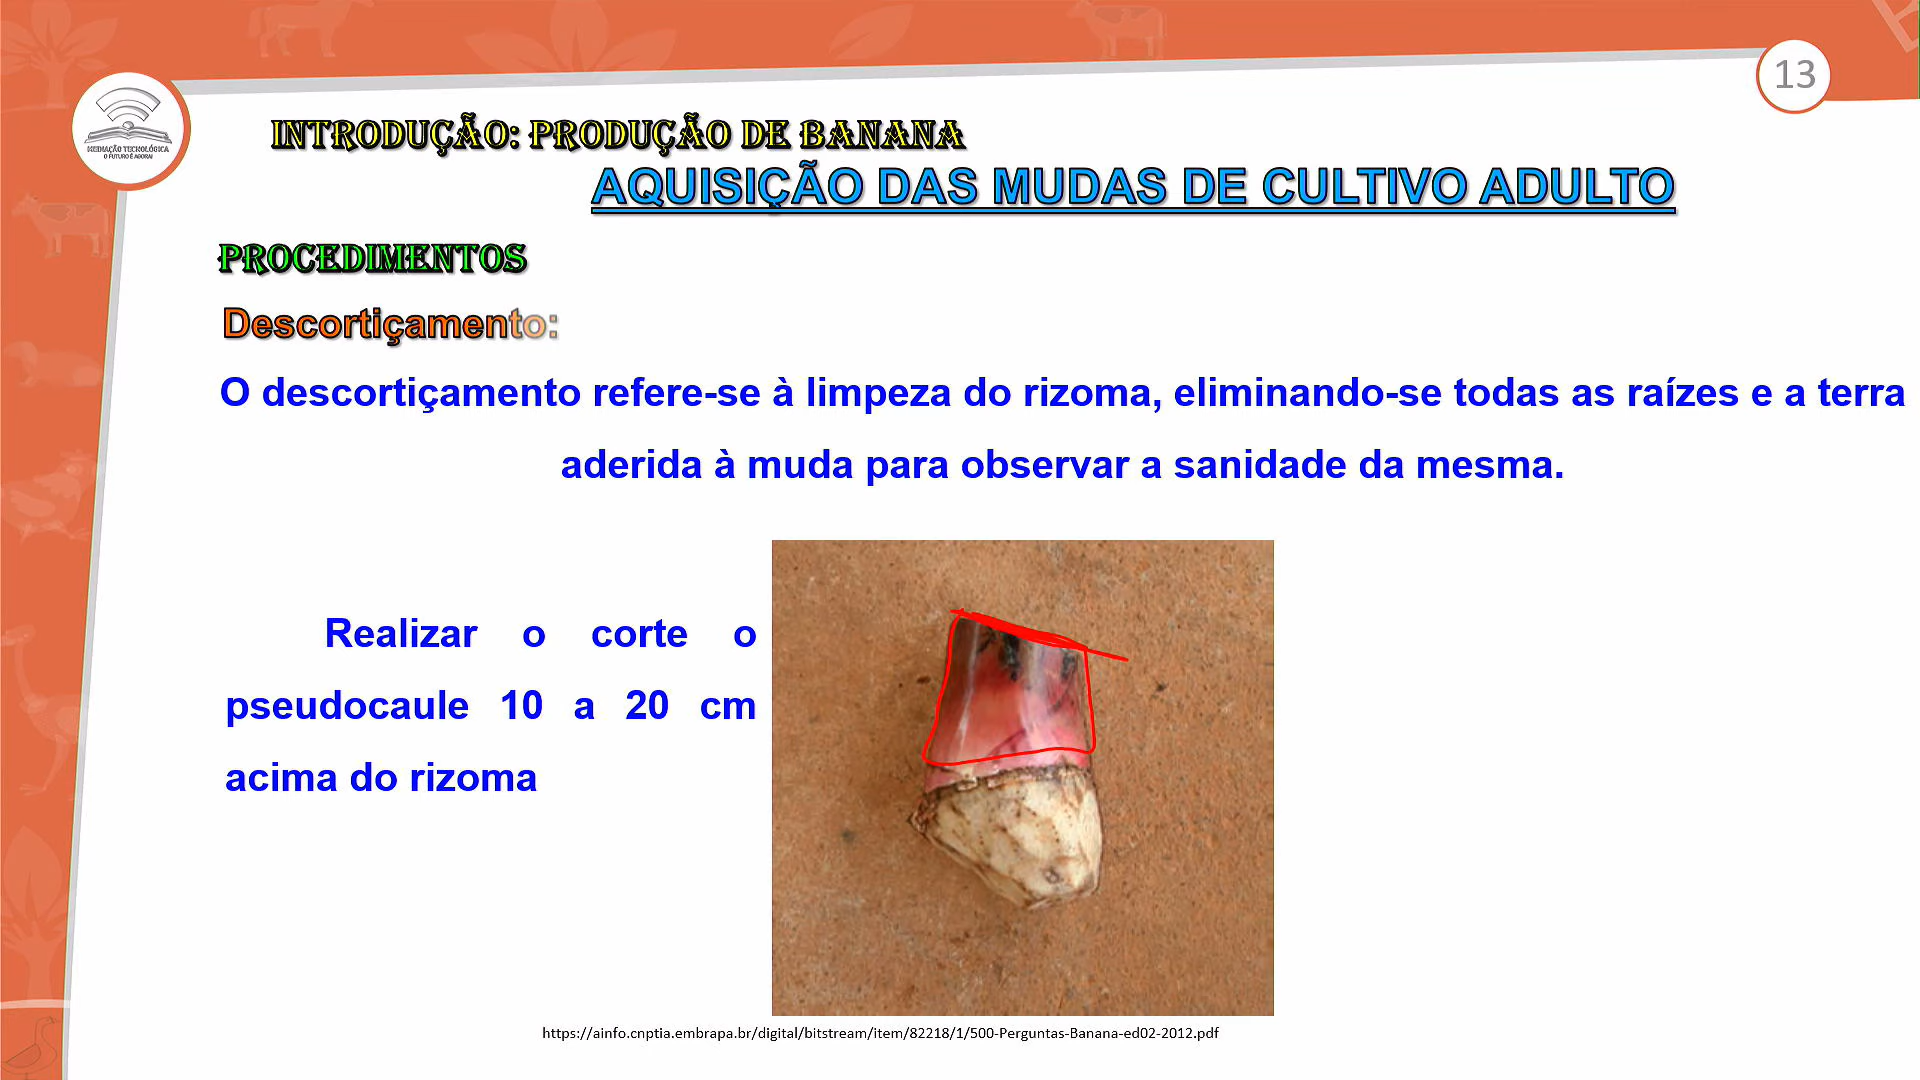 13
MEDIAÇÃO TECNOLÓGICA
O FUTURO É AGORA!
INTRODUÇÃO: PRODUÇÃO DE BANANA
AQUISIÇÃO DAS MUDAS DE CULTIVO ADULTO
PROCEDIMENTOS
Descortiçamento:
O descortiçamento refere-se à limpeza do rizoma, eliminando-se todas as raízes e a terra
aderida à muda para observar a sanidade da mesma.
Realizar o corte o
pseudocaule 10 a 20 cm
acima do rizoma
https://ainfo.cnptia.embrapa.br/digital/bitstream/item/82218/1/500-Perguntas-Banana-ed02-2012.pdf